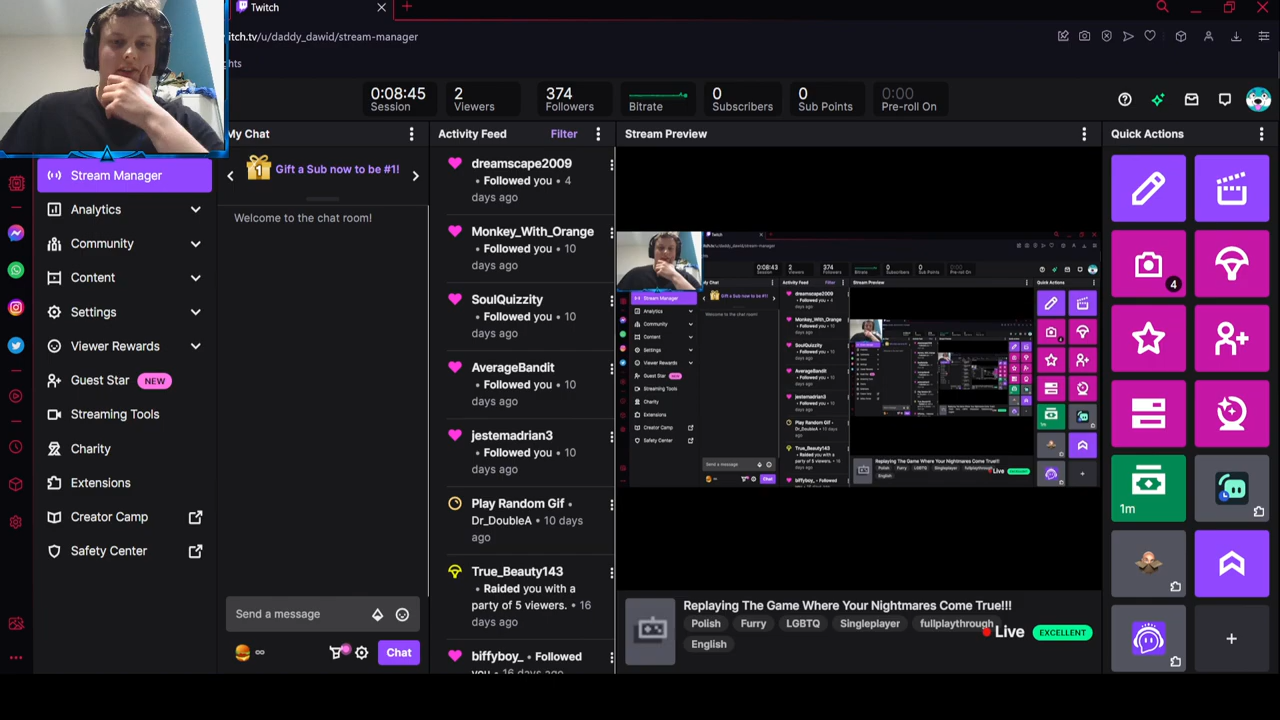 Twitch
itch.tv/u/daddy_dawid/stream-manager
ghts
0:08:45
Session
2
Viewers
374
Followers
Bitrate
0
Subscribers
0
Sub Points
0:00
Pre-roll On
My Chat
Activity Feed
Filter
Stream Preview
Quick Actions
Stream Manager
Analytics
Community
Content
Settings
Viewer Rewards
Guest Star NEW
Streaming Tools
Charity
Extensions
Creator Camp
Safety Center
1
Gift a Sub now to be #1!
Welcome to the chat room!
Send a message
Chat
dreamscape2009
• Followed you • 4
days ago
Monkey_With_Orange
• Followed you • 10
days ago
SoulQuizzity
• Followed you • 10
days ago
AverageBandit
• Followed you • 10
days ago
jestemadrian3
• Followed you • 10
days ago
Play Random Gif •
Dr_DoubleA • 10 days
ago
True_Beauty143
• Raided you with a
party of 5 viewers. • 16
days ago
biffyboy_ • Followed
you • 16 days ago
Replaying The Game Where Your Nightmares Come True!!!
Polish Furry LGBTQ Singleplayer fullplaythrough
English
Live EXCELLENT
4
1m